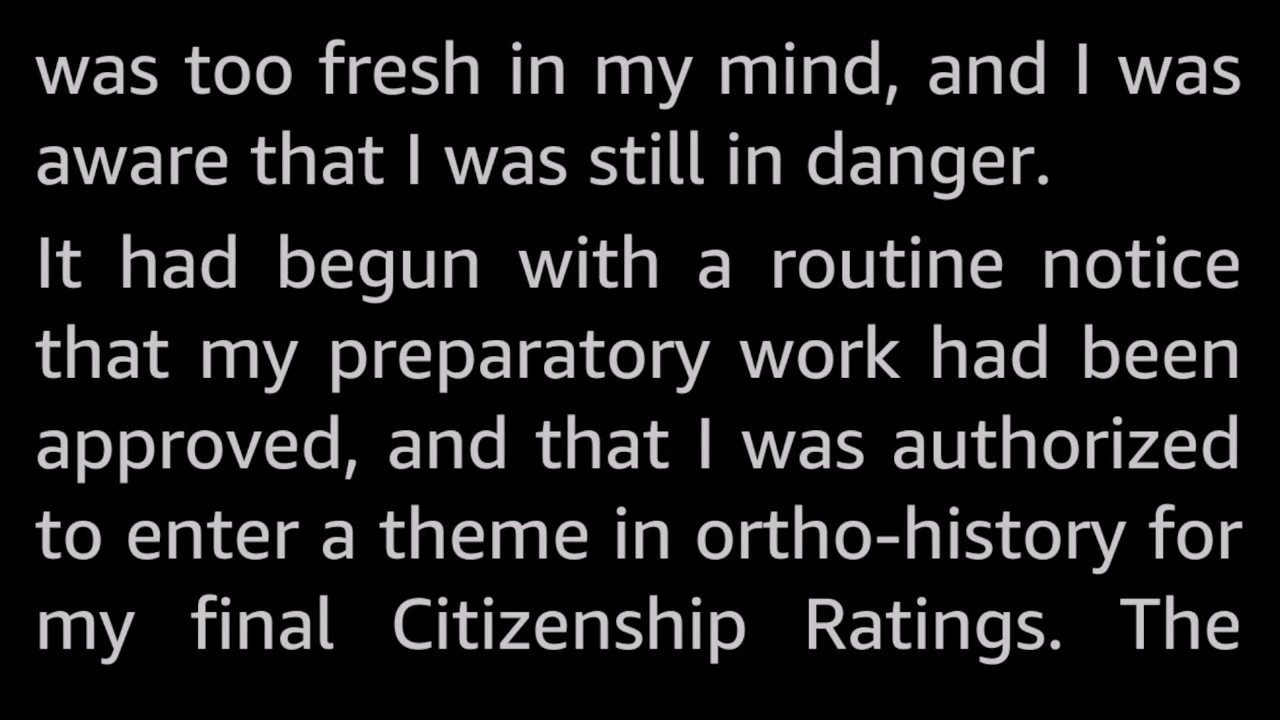 was too fresh in my mind, and I was
aware that I was still in danger.
It had begun with a routine notice
that my preparatory work had been
approved, and that I was authorized
to enter a theme in ortho-history for
my final Citizenship Ratings. The